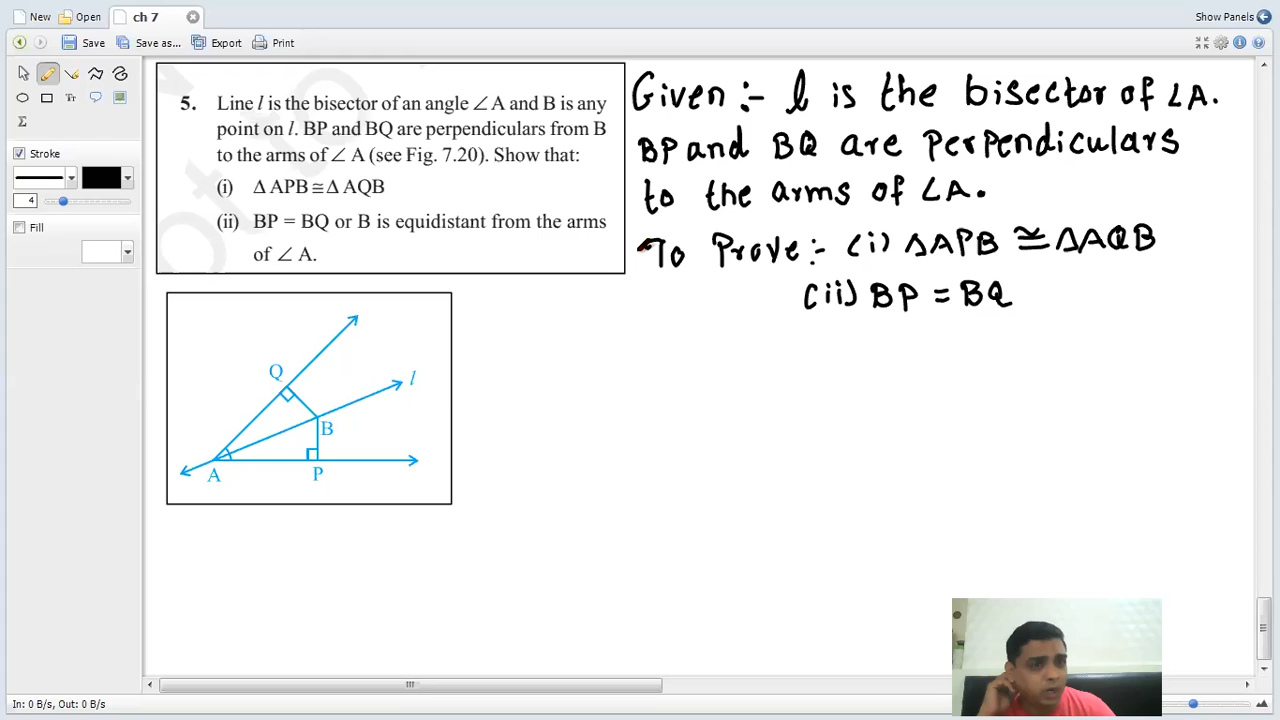 New Open ch 7 Show Panels
Save Save as... Export Print
Tr
Σ
Stroke
4
Fill
5. Line l is the bisector of an angle ∠ A and B is any
point on l. BP and BQ are perpendiculars from B
to the arms of ∠ A (see Fig. 7.20). Show that:
(i) Δ APB ≅ Δ AQB
(ii) BP = BQ or B is equidistant from the arms
of ∠ A.
Given :- l is the bisector of ∠A.
BP and BQ are perpendiculars
to the arms of ∠A.
To Prove :- (i) ΔAPB ≅ ΔAQB
(ii) BP = BQ
Q
l
B
A
P
In: 0 B/s, Out: 0 B/s